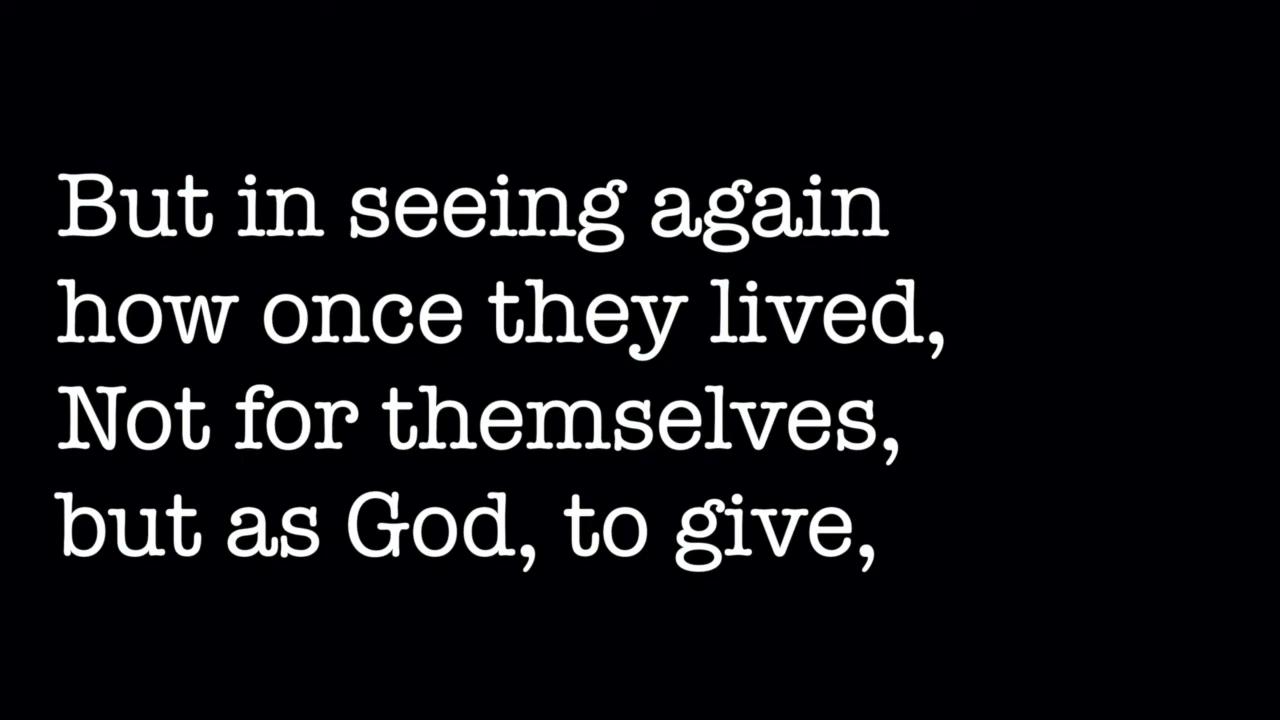 But in seeing again
how once they lived,
Not for themselves,
but as God, to give,